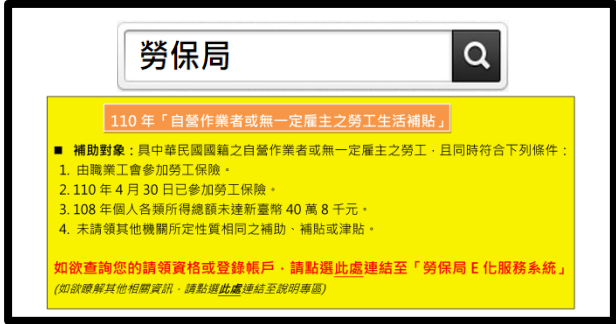 勞保局
110 年「自營作業者或無一定雇主之勞工生活補貼」
■ 補助對象：具中華民國國籍之自營作業者或無一定雇主之勞工，且同時符合下列條件：
1. 由職業工會參加勞工保險。
2. 110 年 4 月 30 日已參加勞工保險。
3. 108 年個人各類所得總額未達新臺幣 40 萬 8 千元。
4. 未請領其他機關所定性質相同之補助、補貼或津貼。
如欲查詢您的請領資格或登錄帳戶，請點選此處連結至「勞保局 E 化服務系統」
(如欲瞭解其他相關資訊，請點選此處連結至說明專區)